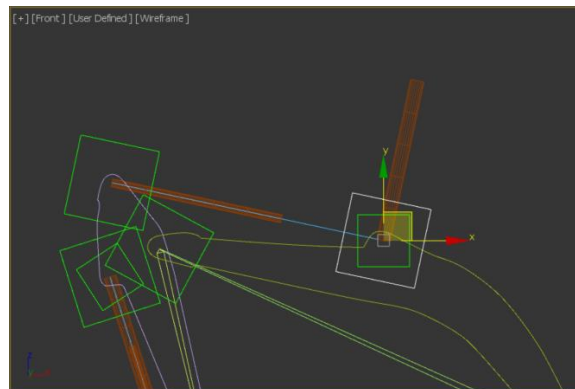 [+] [Front ] [User Defined ] [Wireframe ]
y
x
z